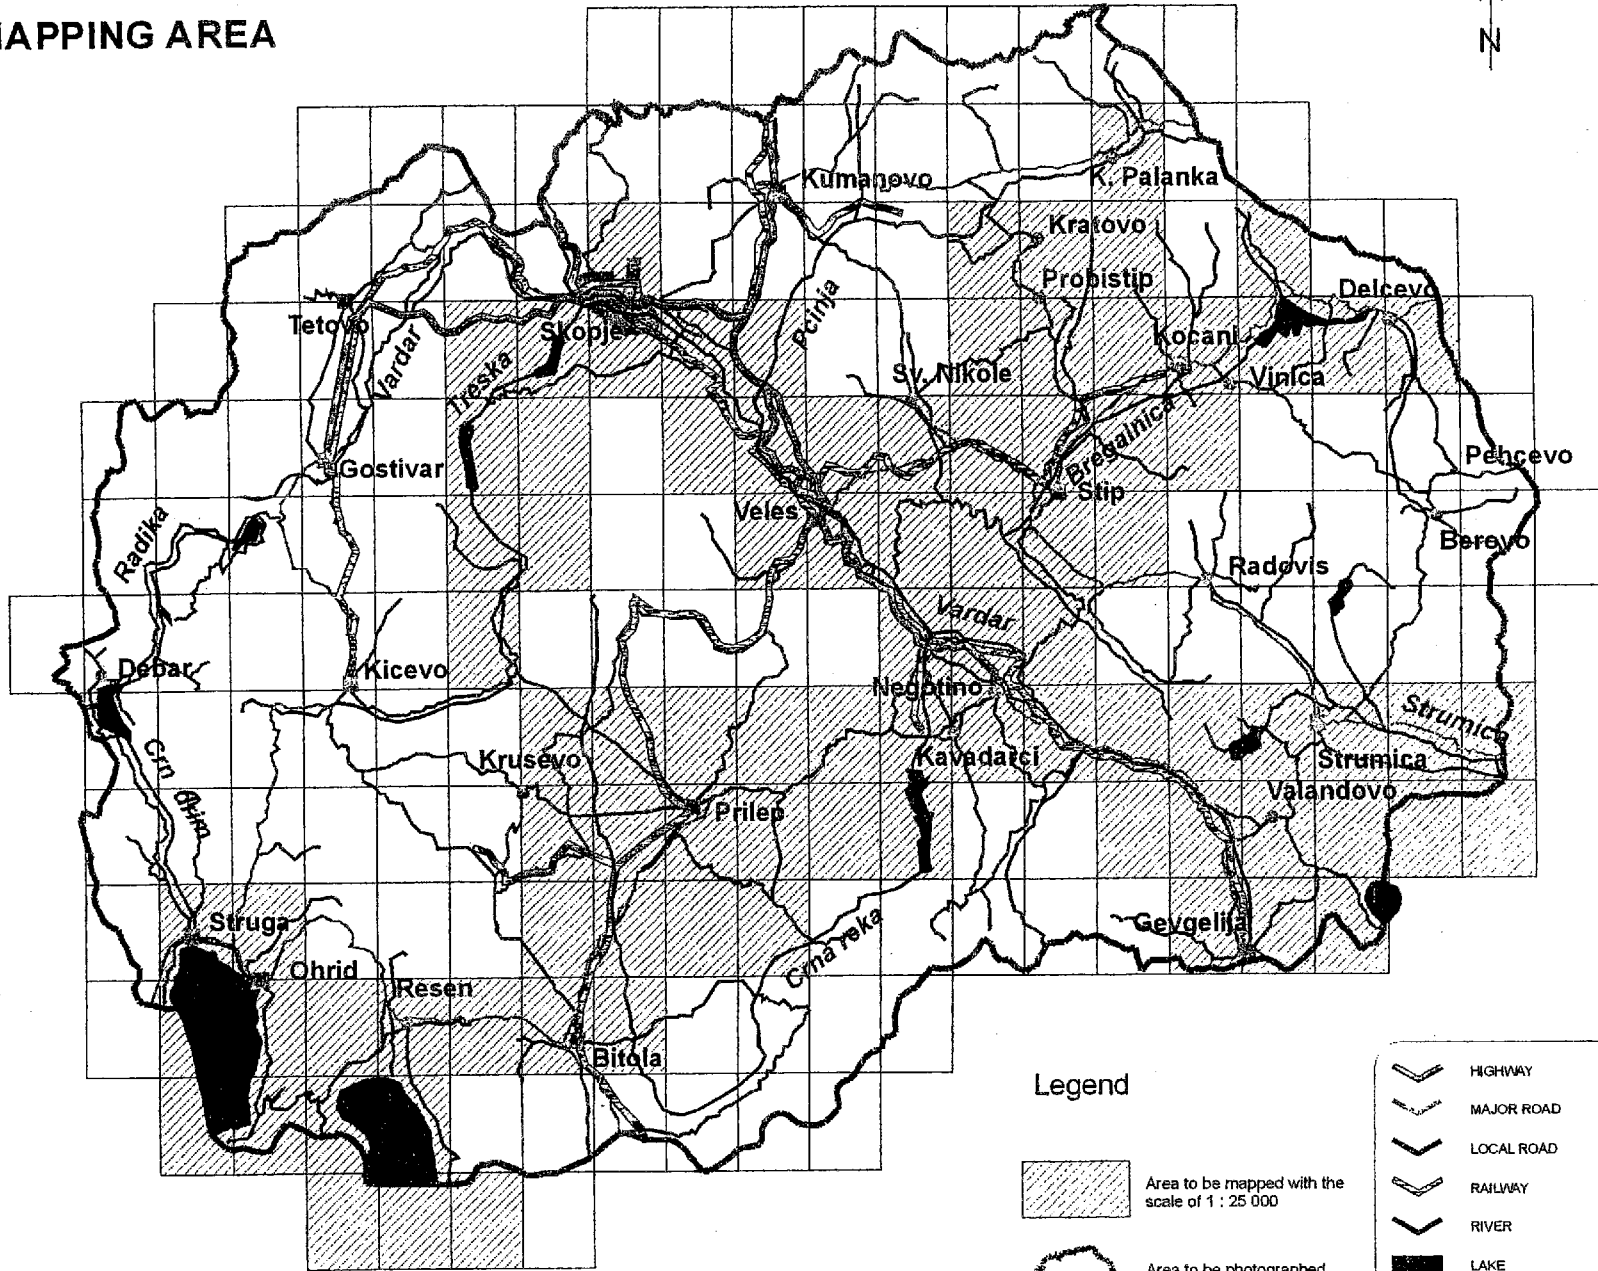 MAPPING AREA
N
Kumanovo
K. Palanka
Kratovo
Probistip
Delcevo
Tetovo
Skopje
Pcinja
Kocani
Vardar
Treska
Sv. Nikole
Vinica
Gostivar
Bregalnica
Pehcevo
Stip
Veles
Radika
Berovo
Radovis
Vardar
Debar
Kicevo
Negotino
Strumica
Crn
Krusevo
Kavadarci
Strumica
Valandovo
Prilep
Struga
Gevgelija
Crna reka
Ohrid
Resen
Bitola
Legend
HIGHWAY
MAJOR ROAD
LOCAL ROAD
Area to be mapped with the
scale of 1 : 25 000
RAILWAY
RIVER
Area to be photographed
LAKE